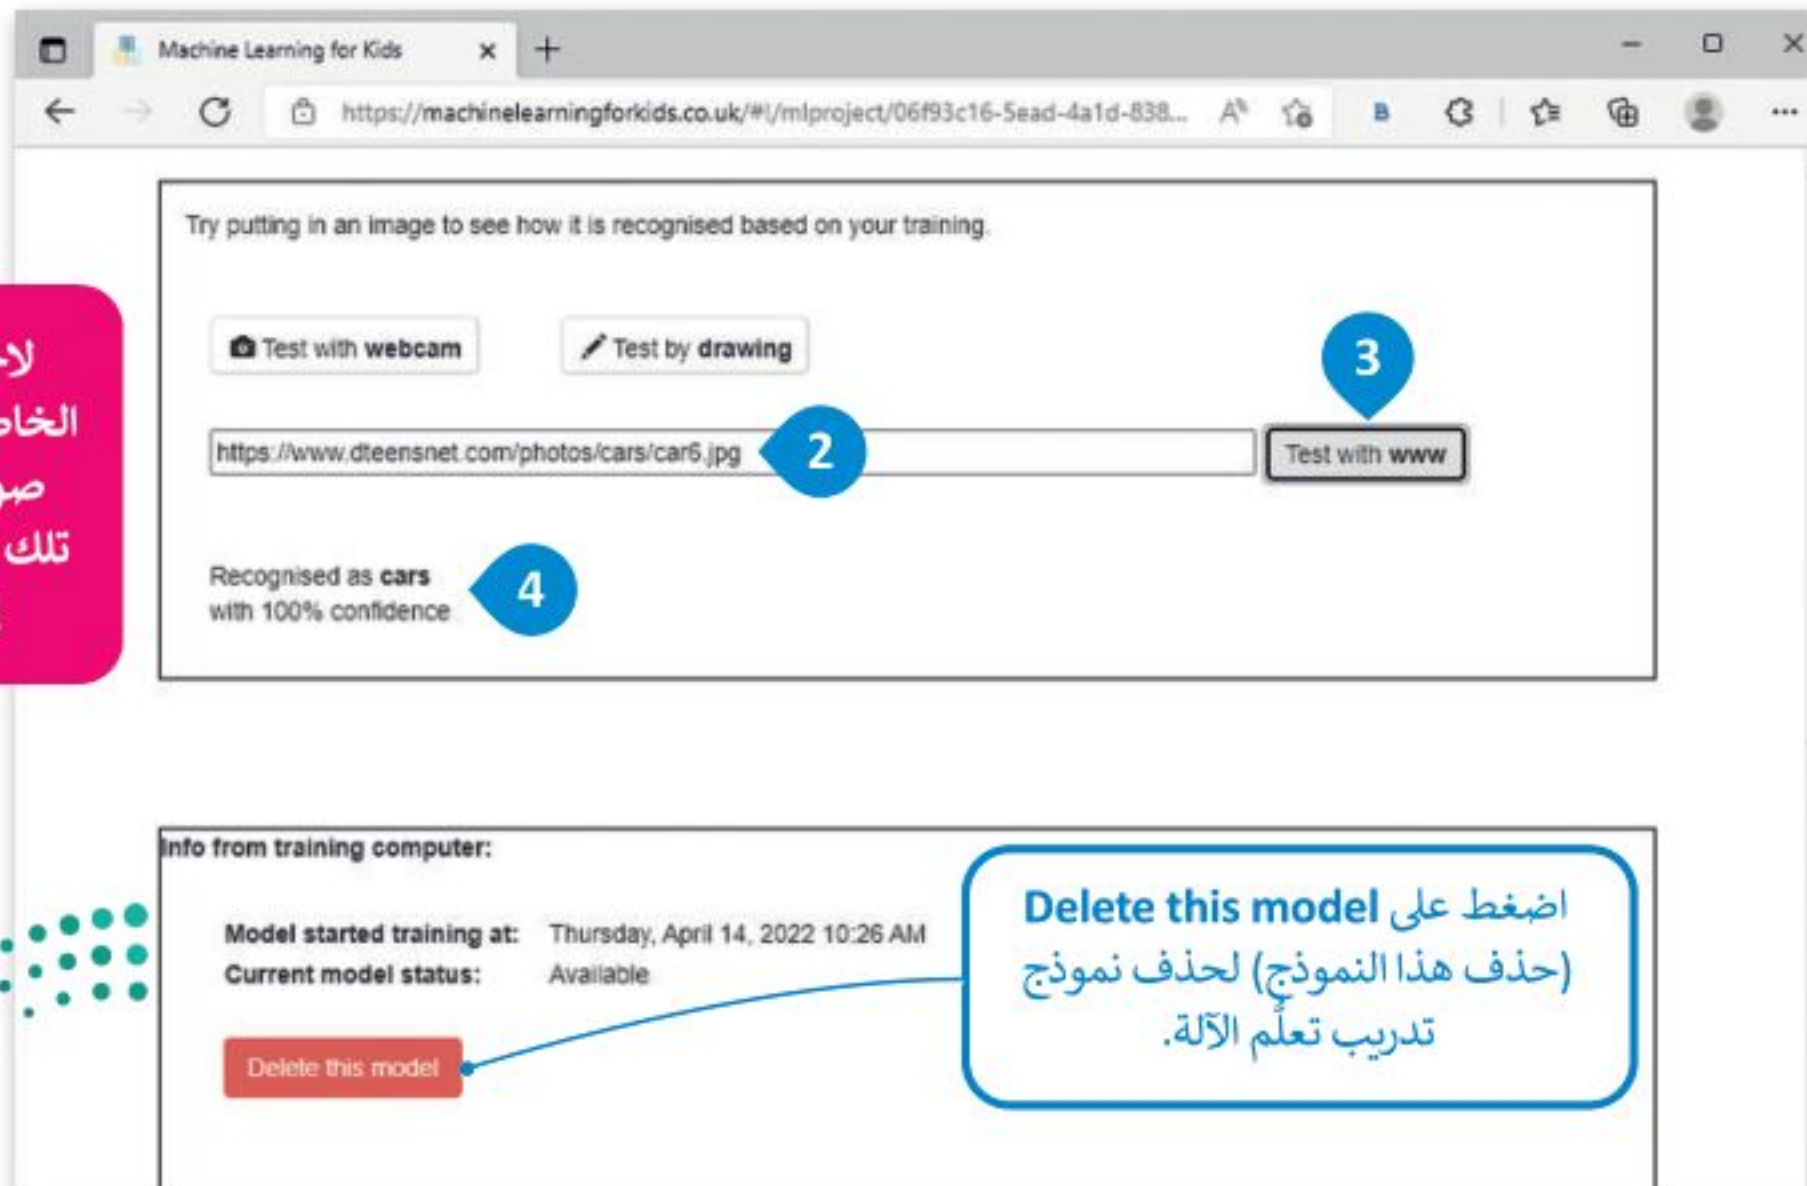 Machine Learning for Kids
https://machinelearningforkids.co.uk/#!/mlproject/06f93c16-5ead-4a1d-838...
Try putting in an image to see how it is recognised based on your training.
Test with webcam
Test by drawing
3
https://www.dteensnet.com/photos/cars/car6.jpg
2
Test with www
Recognised as cars
with 100% confidence
4
تلك
Info from training computer:
Model started training at: Thursday, April 14, 2022 10:26 AM
Current model status: Available
Delete this model
اضغط على Delete this model
(حذف هذا النموذج) لحذف نموذج
تدريب تعلُّم الآلة.